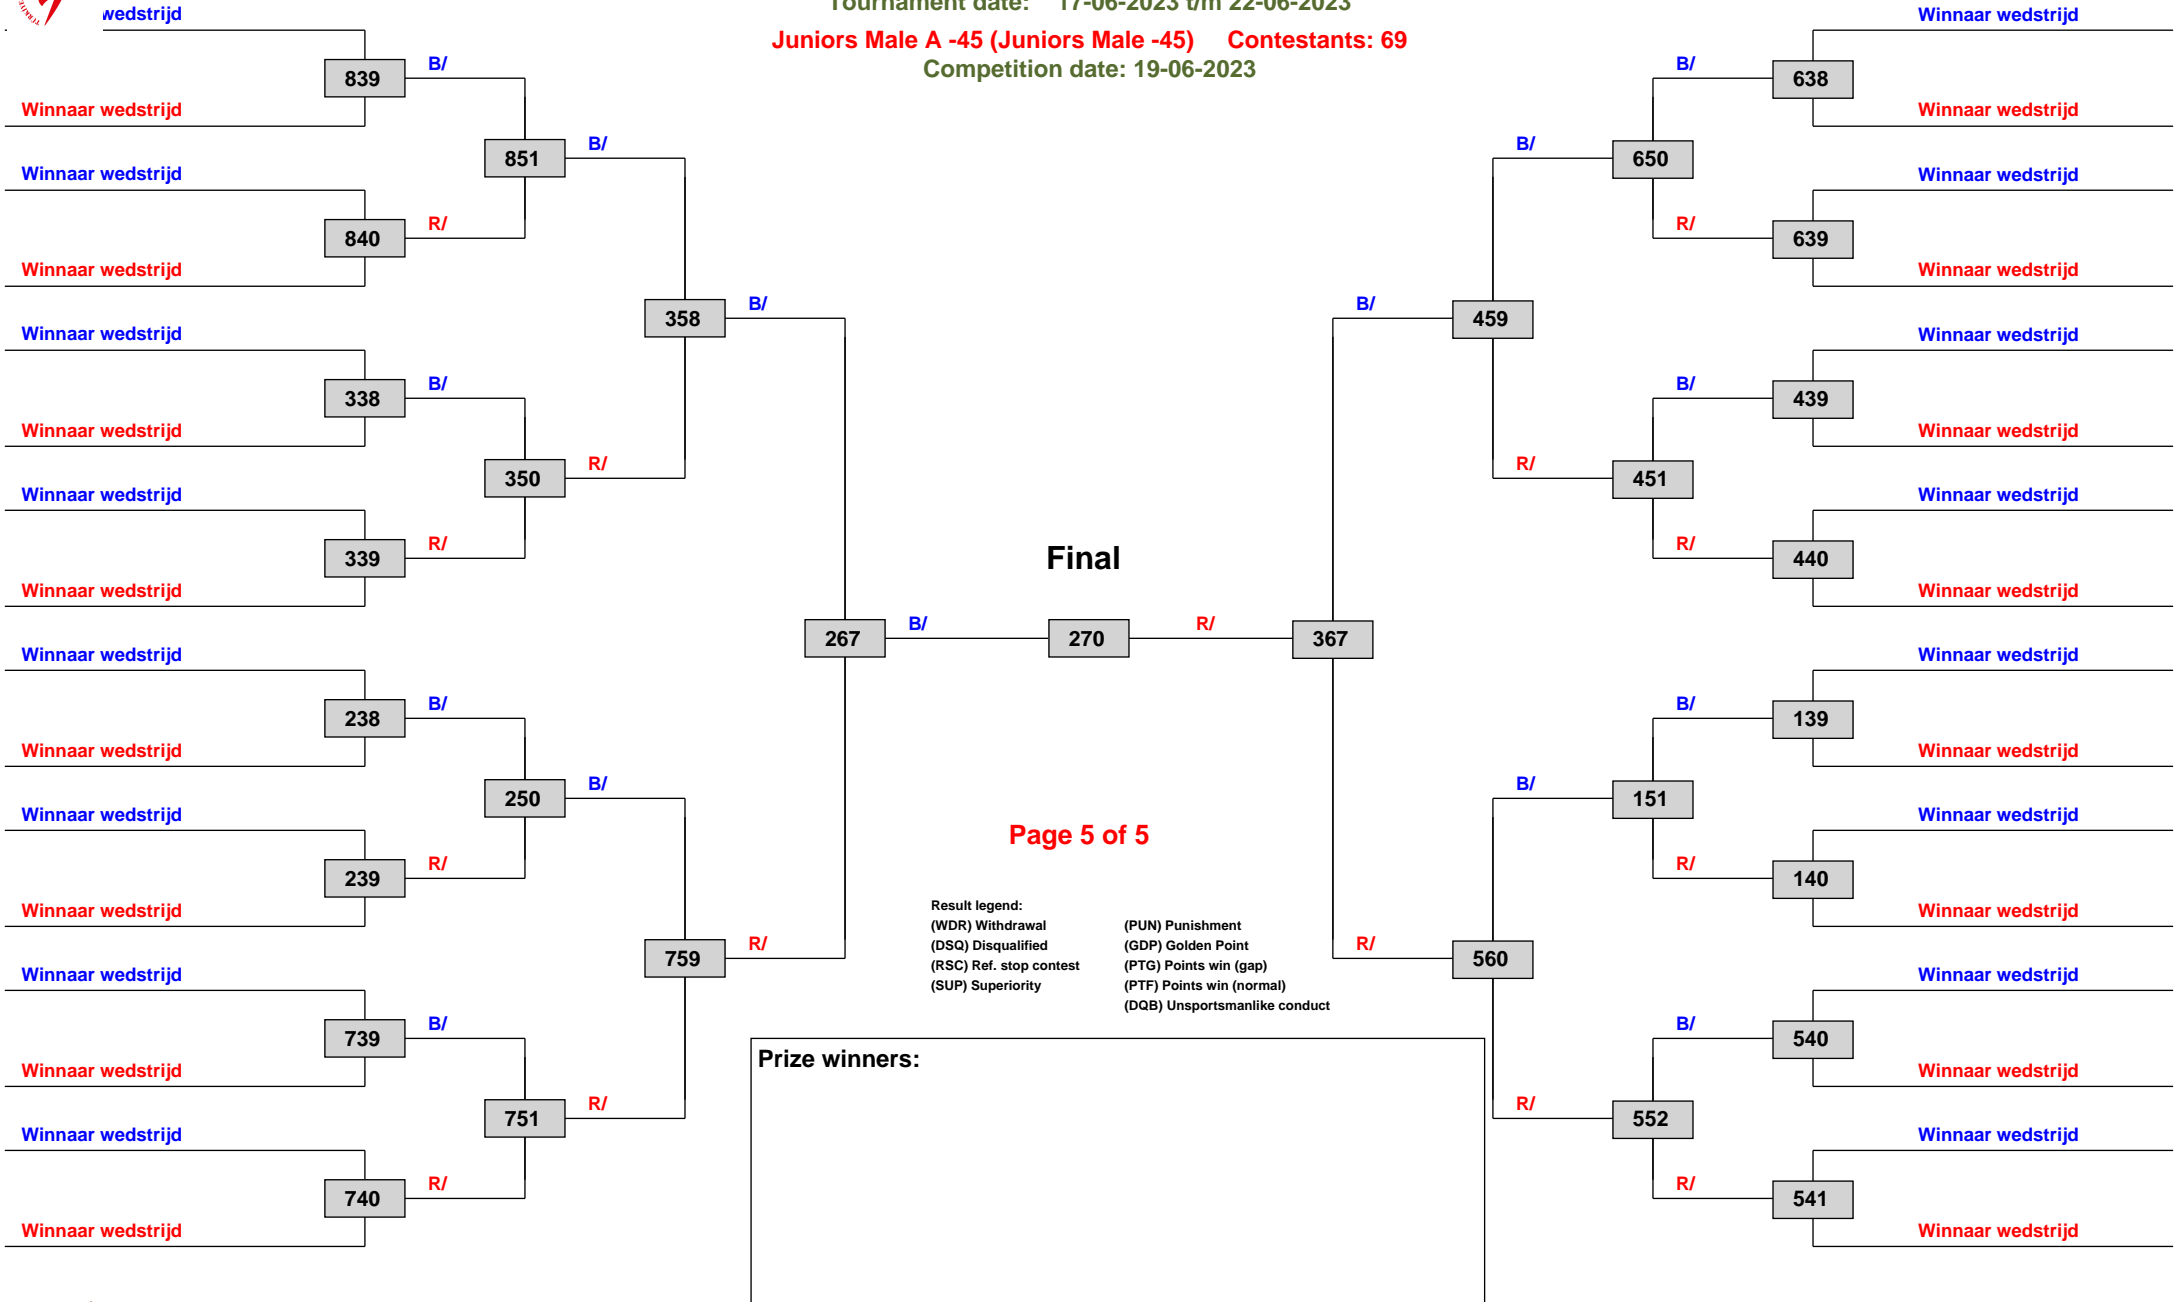 Tournament date: 17-06-2023 t/m 22-06-2023
Juniors Male A -45 (Juniors Male -45) Contestants: 69
Competition date: 19-06-2023
wedstrijd
839
B/
Winnaar wedstrijd
851
B/
Winnaar wedstrijd
840
R/
Winnaar wedstrijd
358
B/
Winnaar wedstrijd
338
B/
Winnaar wedstrijd
350
R/
Winnaar wedstrijd
339
R/
Winnaar wedstrijd
267
B/
Winnaar wedstrijd
238
B/
Winnaar wedstrijd
250
B/
Winnaar wedstrijd
239
R/
Winnaar wedstrijd
759
R/
Winnaar wedstrijd
739
B/
Winnaar wedstrijd
751
R/
Winnaar wedstrijd
740
R/
Winnaar wedstrijd
Final
270
R/
367
Page 5 of 5
Result legend:
(WDR) Withdrawal (PUN) Punishment
(DSQ) Disqualified (GDP) Golden Point
(RSC) Ref. stop contest (PTG) Points win (gap)
(SUP) Superiority (PTF) Points win (normal)
(DQB) Unsportsmanlike conduct
Prize winners:
Winnaar wedstrijd
B/
638
Winnaar wedstrijd
B/
650
Winnaar wedstrijd
R/
639
Winnaar wedstrijd
B/
459
Winnaar wedstrijd
B/
439
Winnaar wedstrijd
R/
451
Winnaar wedstrijd
R/
440
Winnaar wedstrijd
Winnaar wedstrijd
B/
139
Winnaar wedstrijd
B/
151
Winnaar wedstrijd
R/
140
Winnaar wedstrijd
R/
560
Winnaar wedstrijd
B/
540
Winnaar wedstrijd
R/
552
Winnaar wedstrijd
R/
541
Winnaar wedstrijd